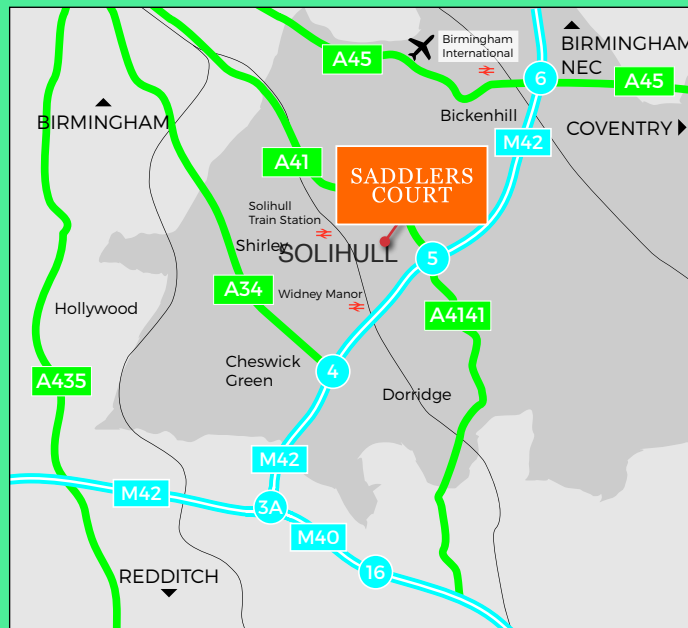 Birmingham
International
BIRMINGHAM
NEC
A45
6
A45
Bickenhill
BIRMINGHAM
COVENTRY
M42
A41
SADDLERS
COURT
Solihull
Train Station
Shirley
SOLIHULL
5
A34
Widney Manor
Hollywood
A4141
Cheswick
Green
4
A435
Dorridge
M42
M42
3A
M40
16
REDDITCH